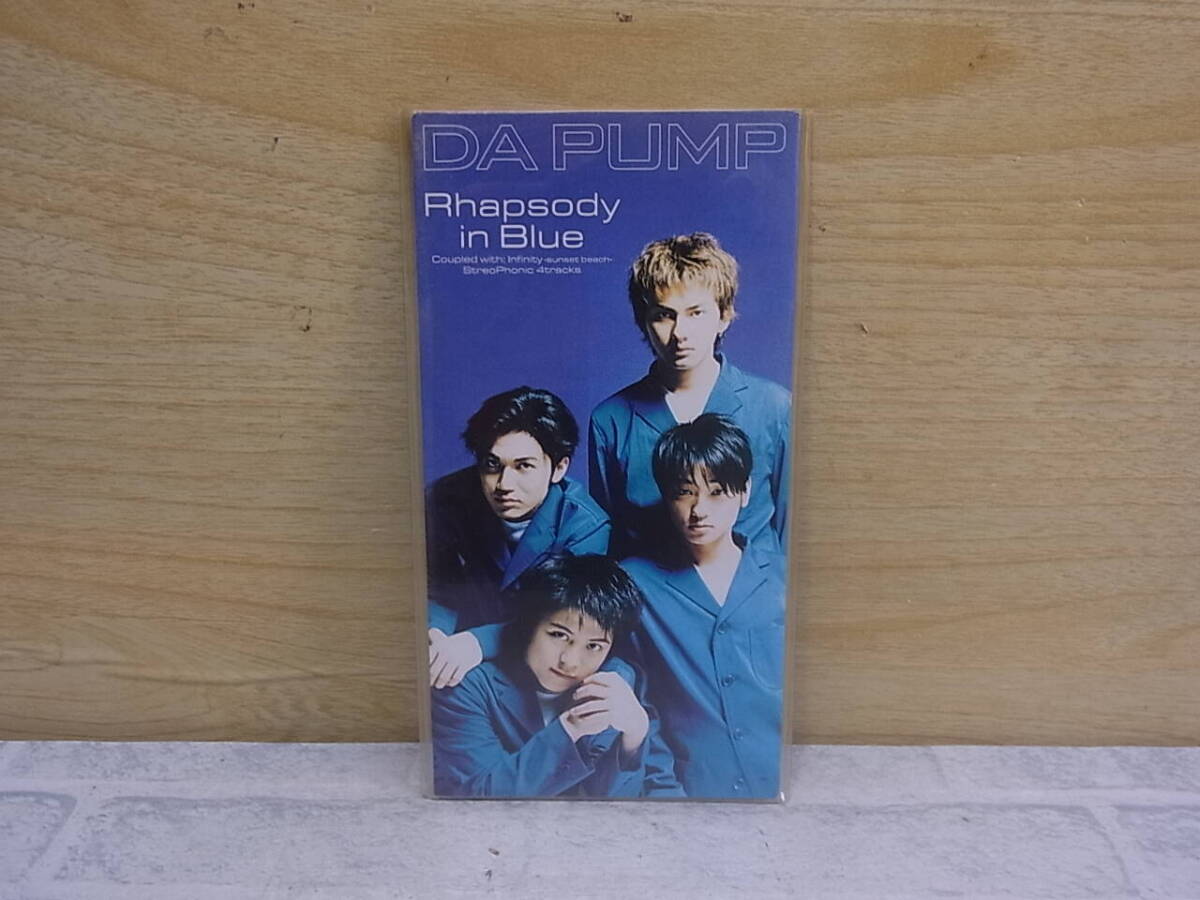 DA PUMP
Rhapsody
in Blue
Coupled with: Infinity -sunset beach-
StreoPhonic 4tracks